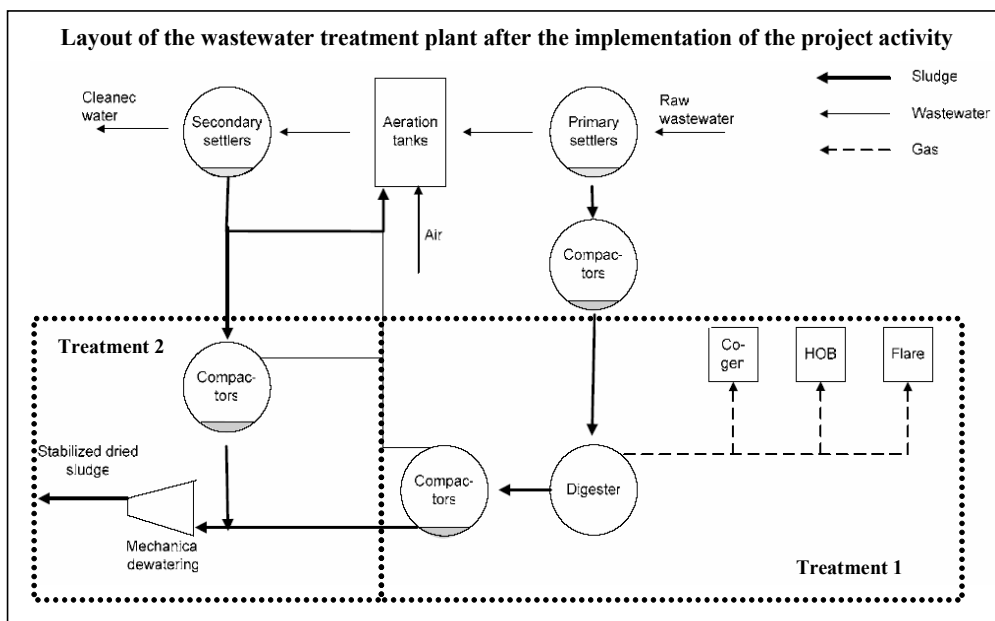 Layout of the wastewater treatment plant after the implementation of the project activity
Cleanec
water
Secondary
settlers
Aeration
tanks
Primary
settlers
Raw
wastewater
Sludge
Wastewater
Gas
Air
Compac-
tors
Treatment 2
Compac-
tors
Co-
ger
HOB
Flare
Stabilized dried
sludge
Compac-
tors
Digester
Mechanica
dewatering
Treatment 1